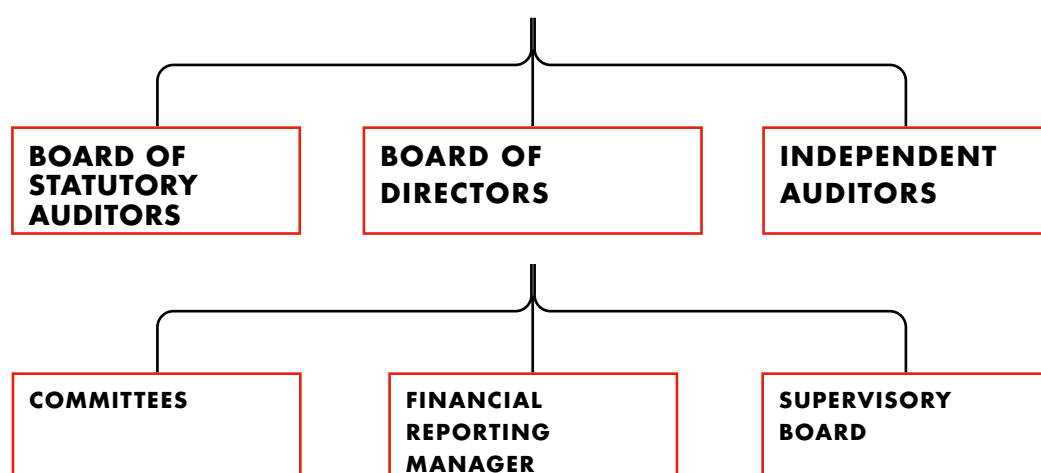 BOARD OF
STATUTORY
AUDITORS
BOARD OF
DIRECTORS
INDEPENDENT
AUDITORS
COMMITTEES
FINANCIAL
REPORTING
MANAGER
SUPERVISORY
BOARD